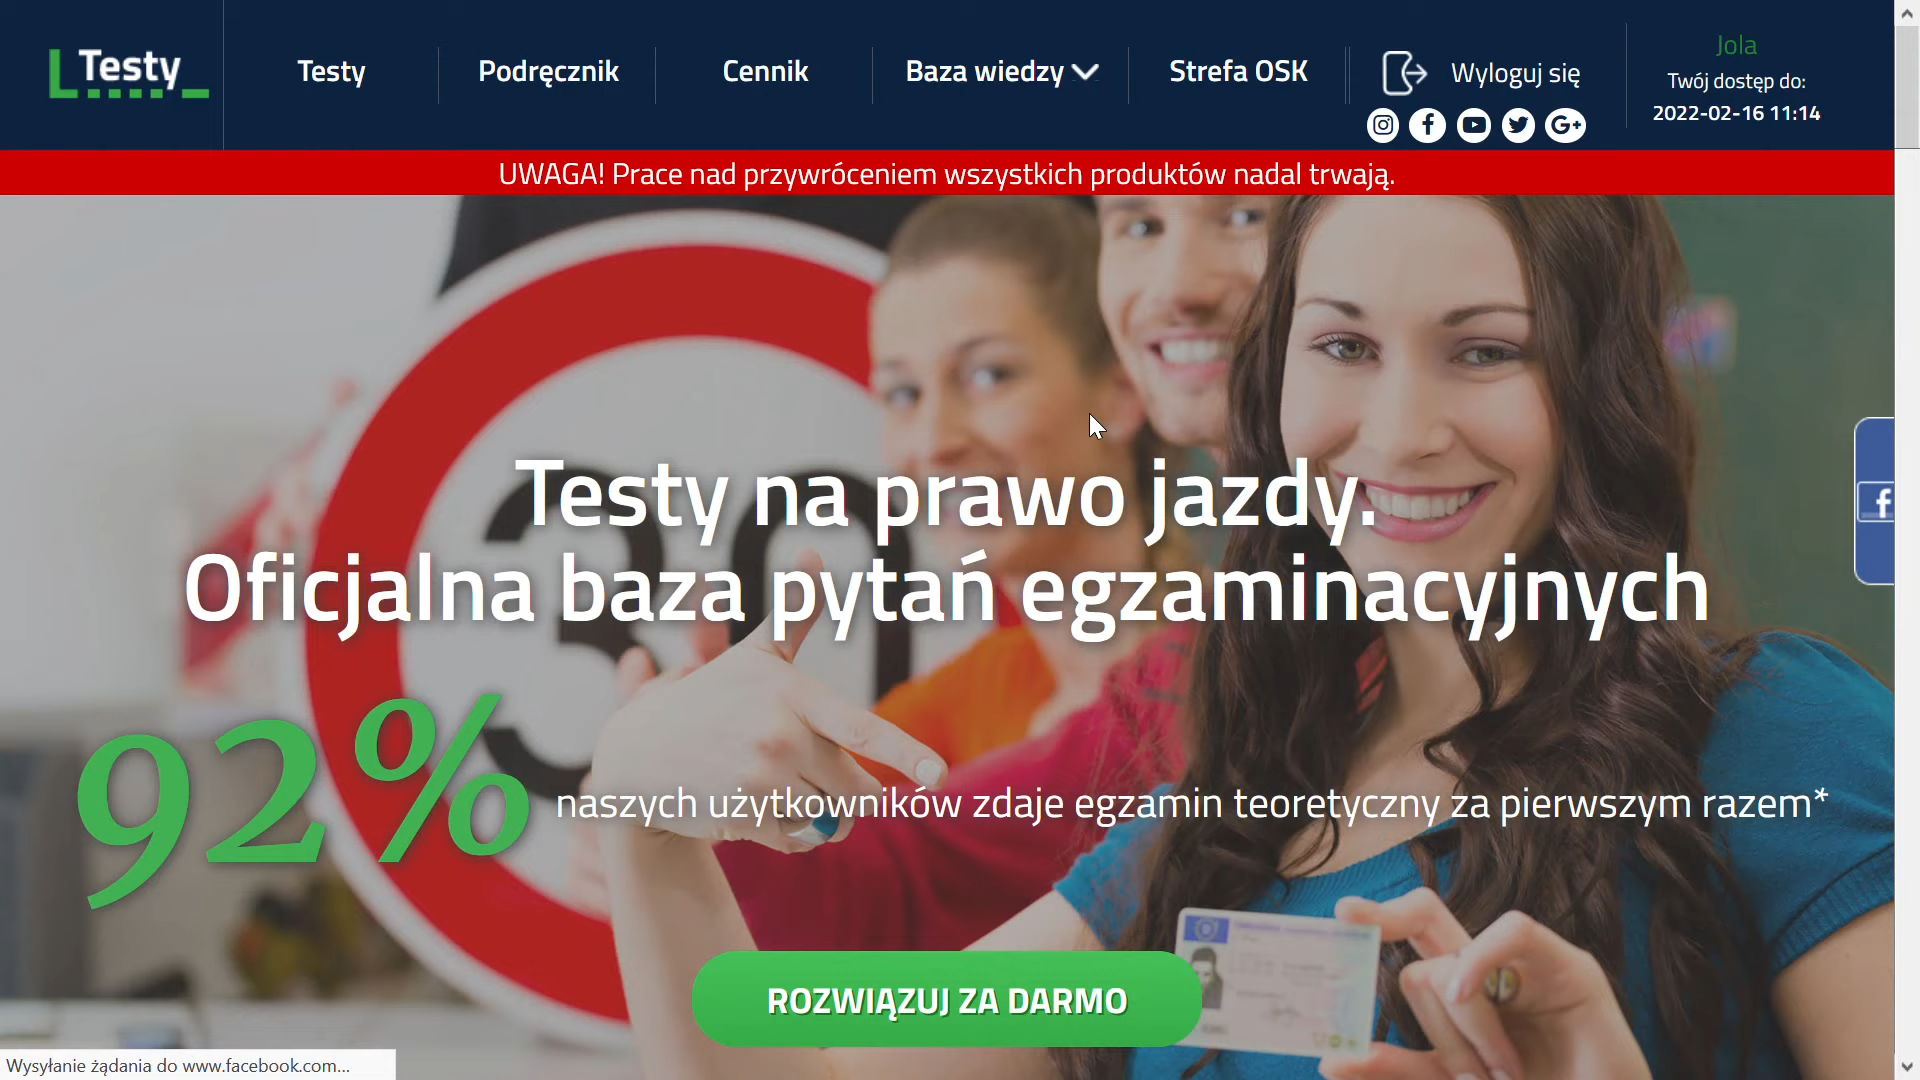 Testy
Testy
Podręcznik
Cennik
Baza wiedzy
Strefa OSK
Wyloguj się
Jola
Twój dostęp do:
2022-02-16 11:14
UWAGA! Prace nad przywróceniem wszystkich produktów nadal trwają.
30
Testy na prawo jazdy.
Oficjalna baza pytań egzaminacyjnych
92%
naszych użytkowników zdaje egzamin teoretyczny za pierwszym razem*
ROZWIĄZUJ ZA DARMO
Wysyłanie żądania do www.facebook.com...